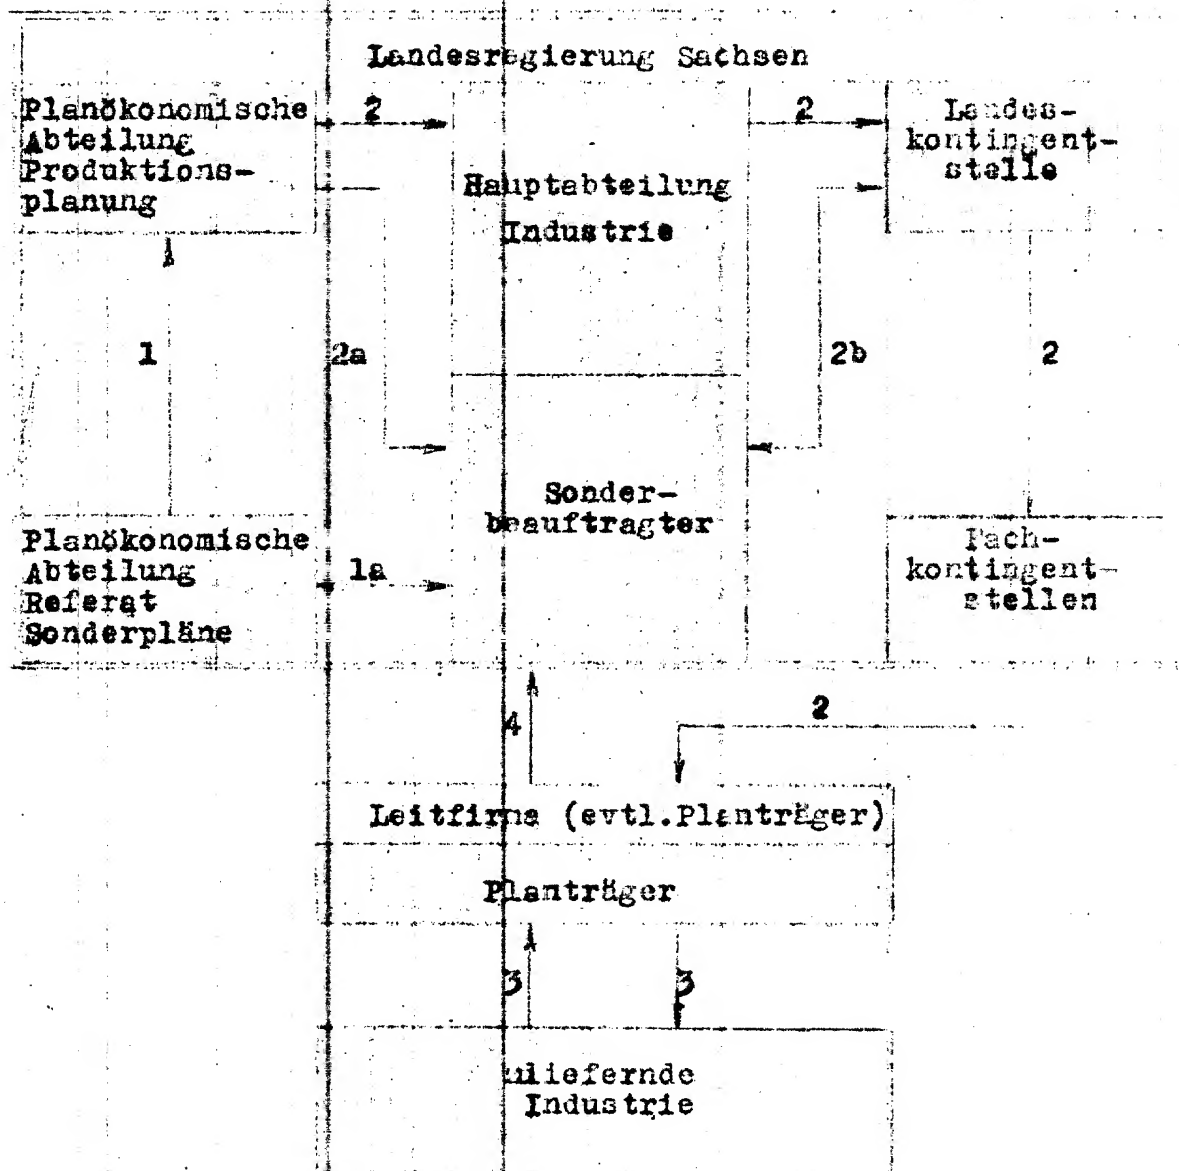 Landesregierung Sachsen
Planökonomische
Abteilung
Produktions-
planung
2
Hauptabteilung
Industrie
2
Landes-
kontingent-
stelle
1
2a
2b
2
Planökonomische
Abteilung
Referat
Sonderpläne
1a
Sonder-
beauftragter
Fach-
kontingent-
stellen
4
2
Leitfirma (evtl.Planträger)
Planträger
3
3
zuliefernde
Industrie